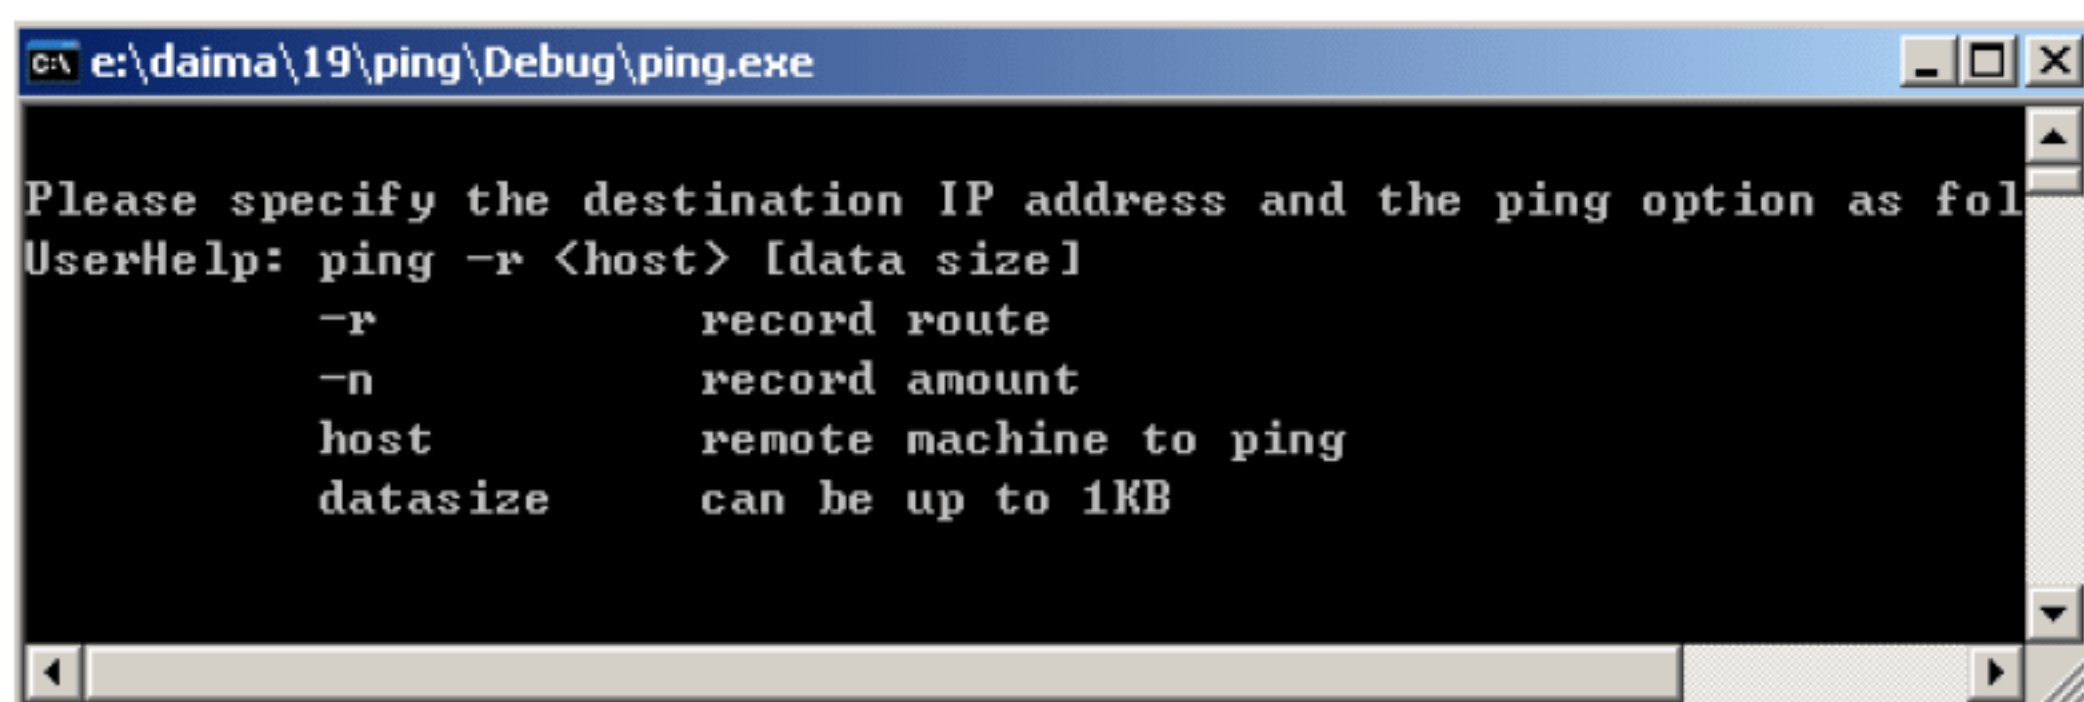 e:\daima\19\ping\Debug\ping.exe
Please specify the destination IP address and the ping option as fol
UserHelp: ping -r <host> [data size]
-r record route
-n record amount
host remote machine to ping
datasize can be up to 1KB